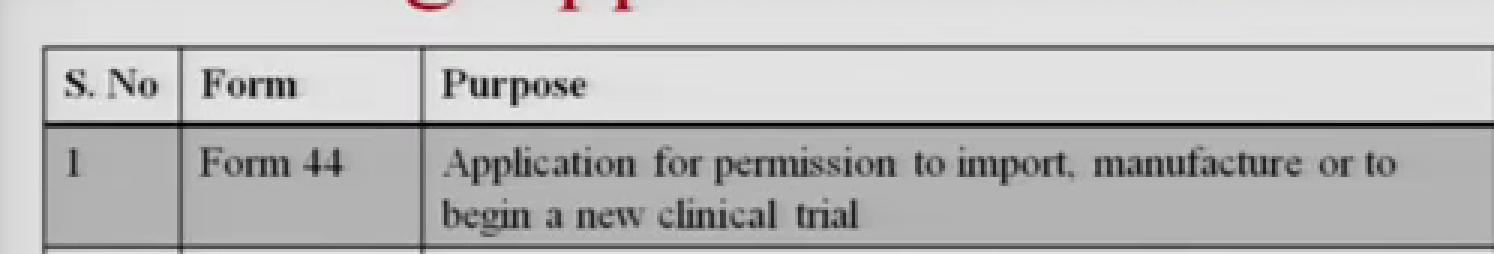 S. No Form Purpose
1 Form 44 Application for permission to import, manufacture or to
begin a new clinical trial